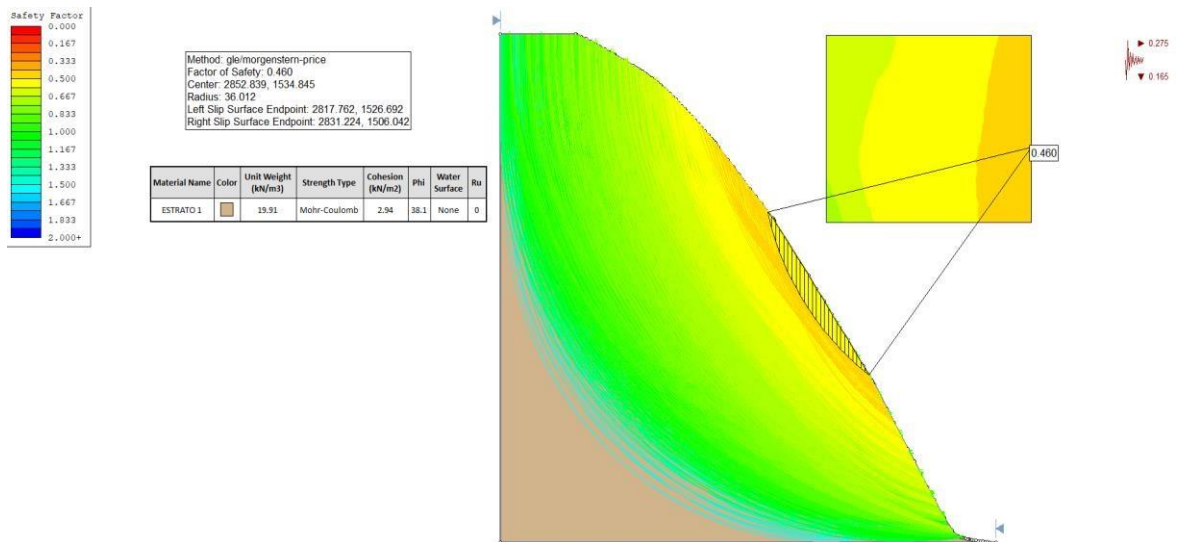 Safety Factor
0.000
0.167
0.333
0.500
0.667
0.833
1.000
1.167
1.333
1.500
1.667
1.833
2.000+
Method: gle/morgenstern-price
Factor of Safety: 0.460
Center: 2852.839, 1534.845
Radius: 36.012
Left Slip Surface Endpoint: 2817.762, 1526.692
Right Slip Surface Endpoint: 2831.224, 1506.042
Material Name Color Unit Weight (kN/m3) Strength Type Cohesion (kN/m2) Phi Water Surface Ru
ESTRATO 1 19.91 Mohr-Coulomb 2.94 38.1 None 0
0.460
0.275
0.165